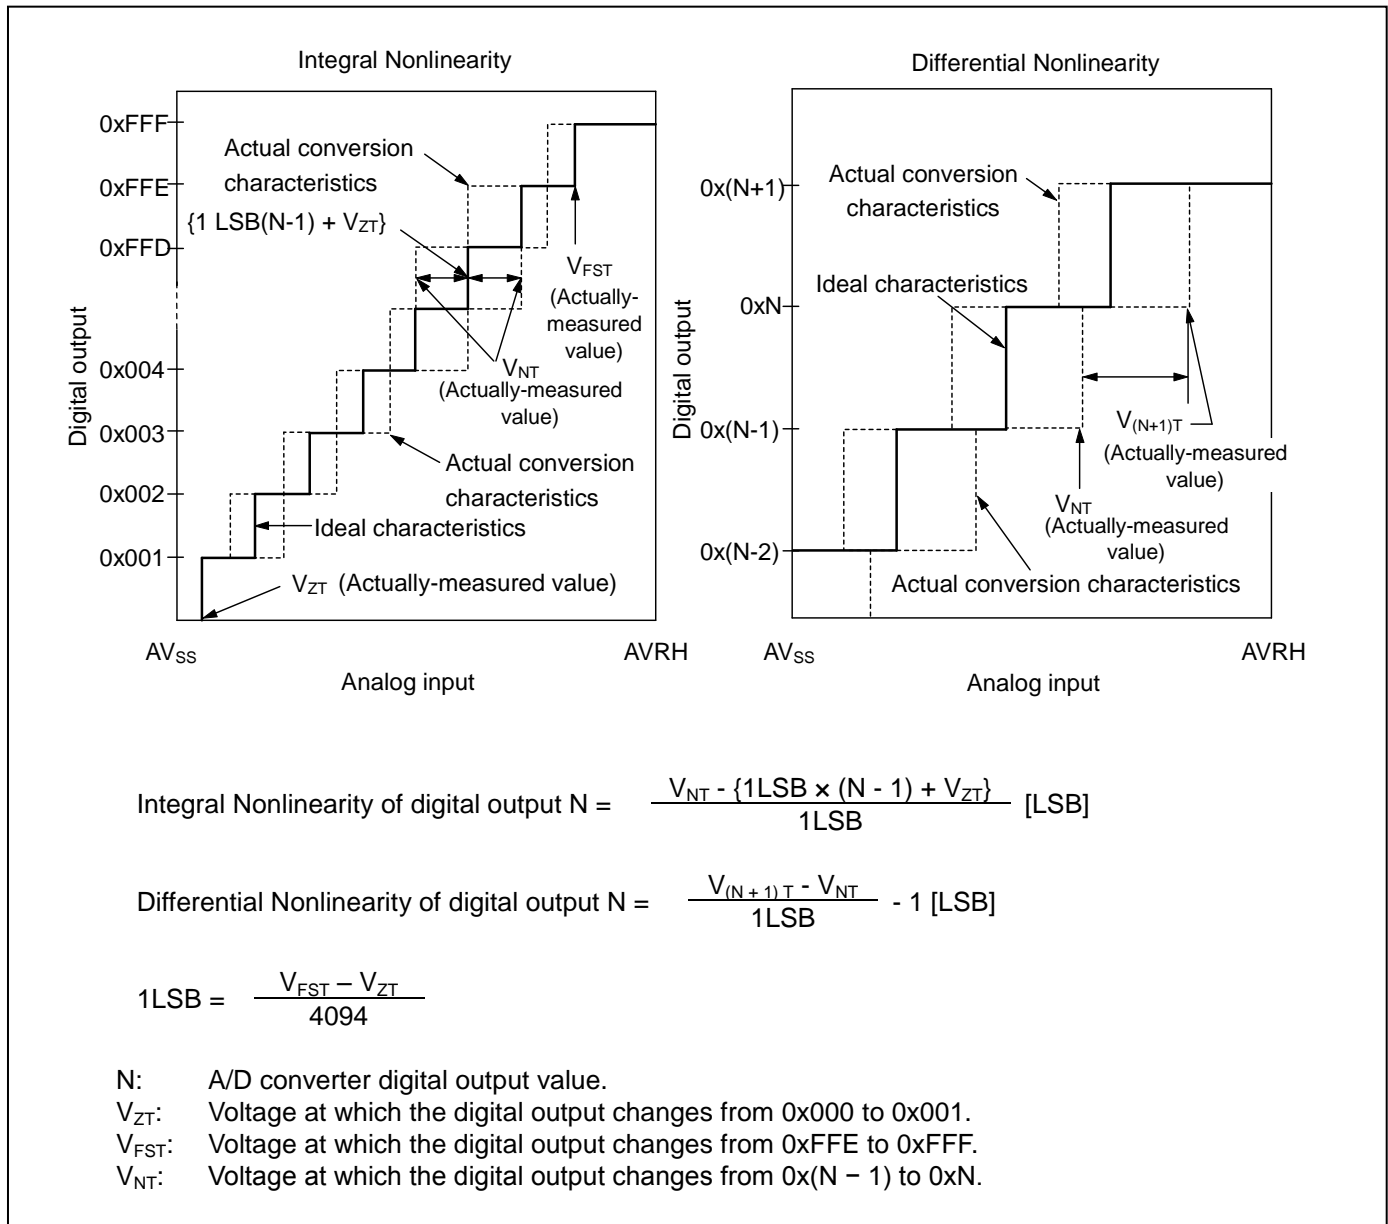 Integral Nonlinearity
0xFFF
0xFFE
0xFFD
0x004
0x003
0x002
0x001
Digital output
Actual conversion
characteristics
{1 LSB(N-1) + VZT}
VFST
(Actually-
measured
value)
VNT
(Actually-measured
value)
Actual conversion
characteristics
Ideal characteristics
VZT (Actually-measured value)
AVSS
AVRH
Analog input
Differential Nonlinearity
0x(N+1)
0xN
0x(N-1)
0x(N-2)
Digital output
Actual conversion
characteristics
Ideal characteristics
V(N+1)T
(Actually-measured
value)
VNT
(Actually-measured
value)
Actual conversion characteristics
AVSS
AVRH
Analog input
Integral Nonlinearity of digital output N =
VNT - {1LSB × (N - 1) + VZT}
1LSB
[LSB]
Differential Nonlinearity of digital output N =
V(N + 1) T - VNT
1LSB
- 1 [LSB]
1LSB =
VFST – VZT
4094
N: A/D converter digital output value.
VZT: Voltage at which the digital output changes from 0x000 to 0x001.
VFST: Voltage at which the digital output changes from 0xFFE to 0xFFF.
VNT: Voltage at which the digital output changes from 0x(N − 1) to 0xN.